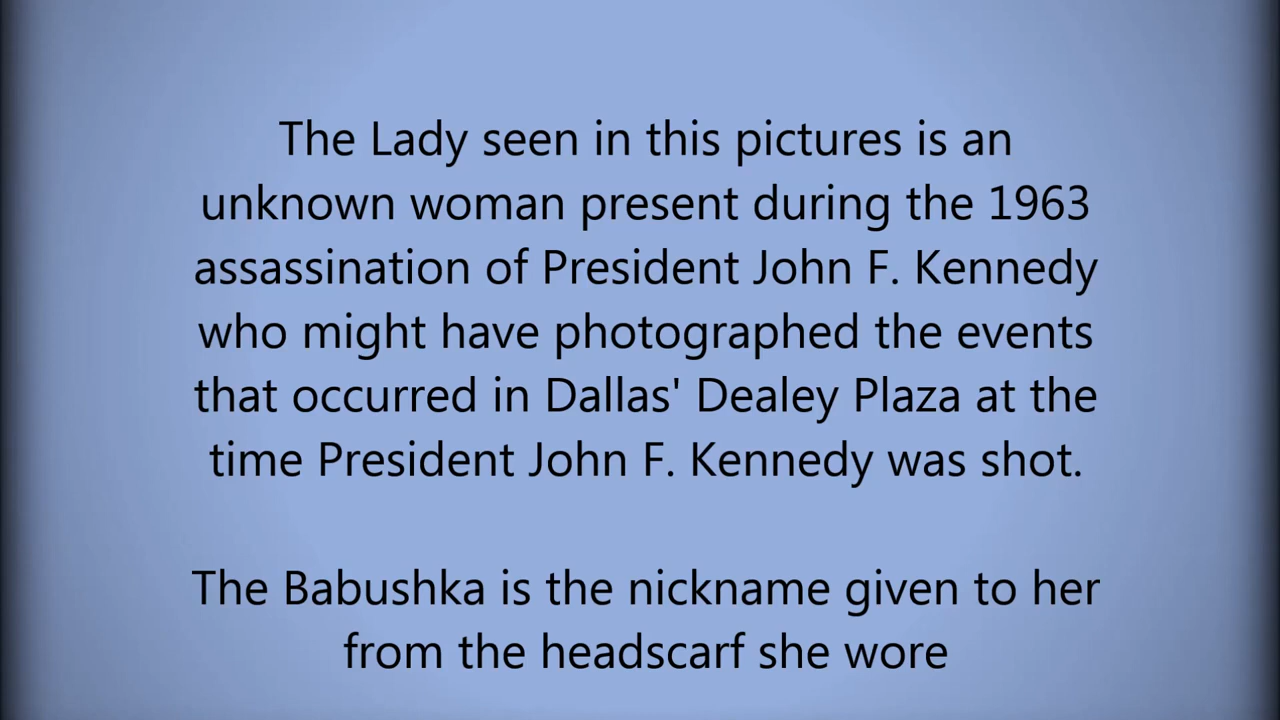 The Lady seen in this pictures is an
unknown woman present during the 1963
assassination of President John F. Kennedy
who might have photographed the events
that occurred in Dallas' Dealey Plaza at the
time President John F. Kennedy was shot.
The Babushka is the nickname given to her
from the headscarf she wore